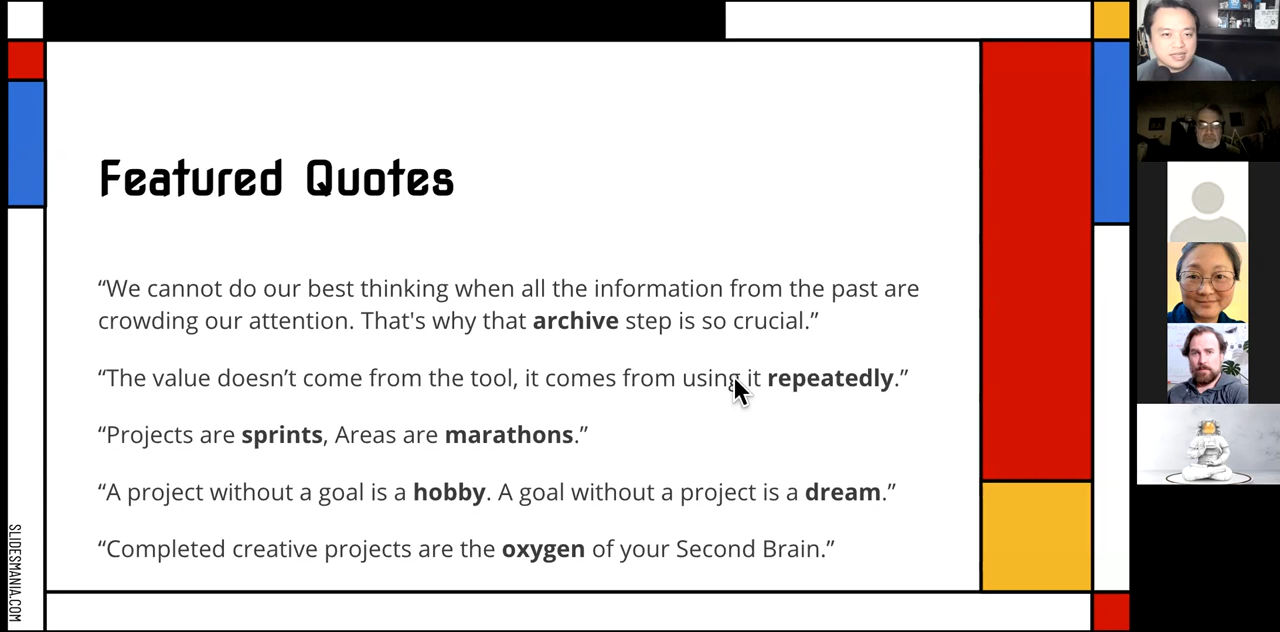 Featured Quotes
“We cannot do our best thinking when all the information from the past are
crowding our attention. That's why that archive step is so crucial.”
“The value doesn’t come from the tool, it comes from using it repeatedly.”
“Projects are sprints, Areas are marathons.”
“A project without a goal is a hobby. A goal without a project is a dream.”
“Completed creative projects are the oxygen of your Second Brain.”
SLIDESMANIA.COM